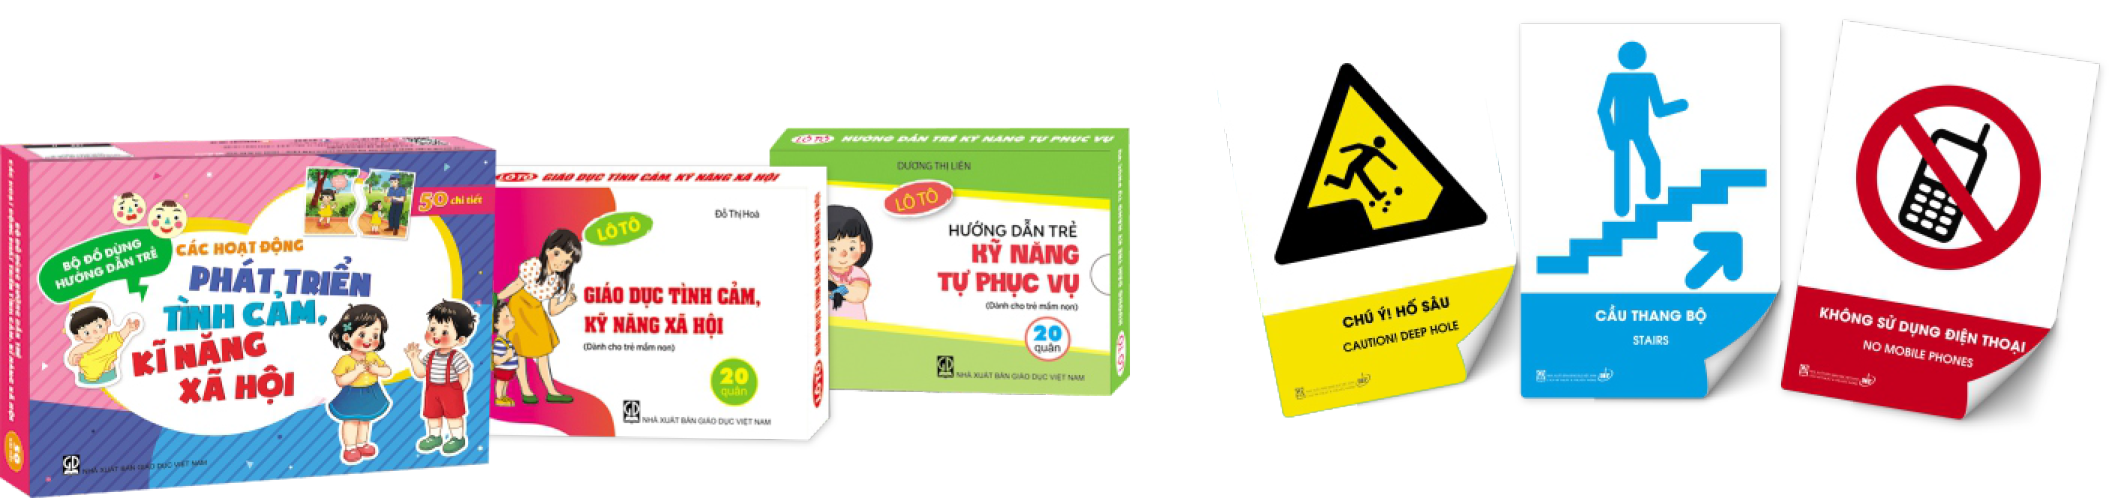 50 chi tiết
BỘ ĐỒ DÙNG
HƯỚNG DẪN TRẺ
CÁC HOẠT ĐỘNG
PHÁT TRIỂN
TÌNH CẢM,
KĨ NĂNG
XÃ HỘI
NHÀ XUẤT BẢN GIÁO DỤC VIỆT NAM
LÔ TÔ GIÁO DỤC TÌNH CẢM, KỸ NĂNG XÃ HỘI
Đỗ Thị Hoà
LÔ TÔ
GIÁO DỤC TÌNH CẢM,
KỸ NĂNG XÃ HỘI
(Dành cho trẻ mầm non)
20
quân
NHÀ XUẤT BẢN GIÁO DỤC VIỆT NAM
LÔ TÔ
LÔ TÔ HƯỚNG DẪN TRẺ KỸ NĂNG TỰ PHỤC VỤ
DƯƠNG THỊ LIÊN
LÔ TÔ
HƯỚNG DẪN TRẺ
KỸ NĂNG
TỰ PHỤC VỤ
(Dành cho trẻ mầm non)
20
quân
NHÀ XUẤT BẢN GIÁO DỤC VIỆT NAM
LÔ TÔ
CHÚ Ý! HỐ SÂU
CAUTION! DEEP HOLE
CẦU THANG BỘ
STAIRS
KHÔNG SỬ DỤNG ĐIỆN THOẠI
NO MOBILE PHONES